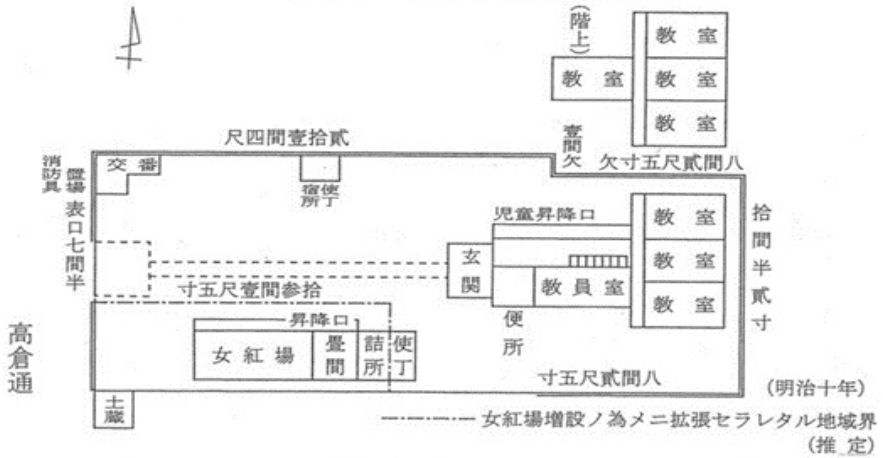 （階上）
教室
教室
教室
教室
貳拾壹間四尺
壹間欠
八間貳尺五寸欠
消防具
置場
交番
使丁
宿所
表口七間半
児童昇降口
教室
教室
教室
拾間半貳寸
玄関
教員室
便所
拾参間壹尺五寸
昇降口
女紅場
畳間
使丁
詰所
高倉通
土蔵
八間貳尺五寸
（明治十年）
女紅場増設ノ為メニ拡張セラレタル地域界
（推定）